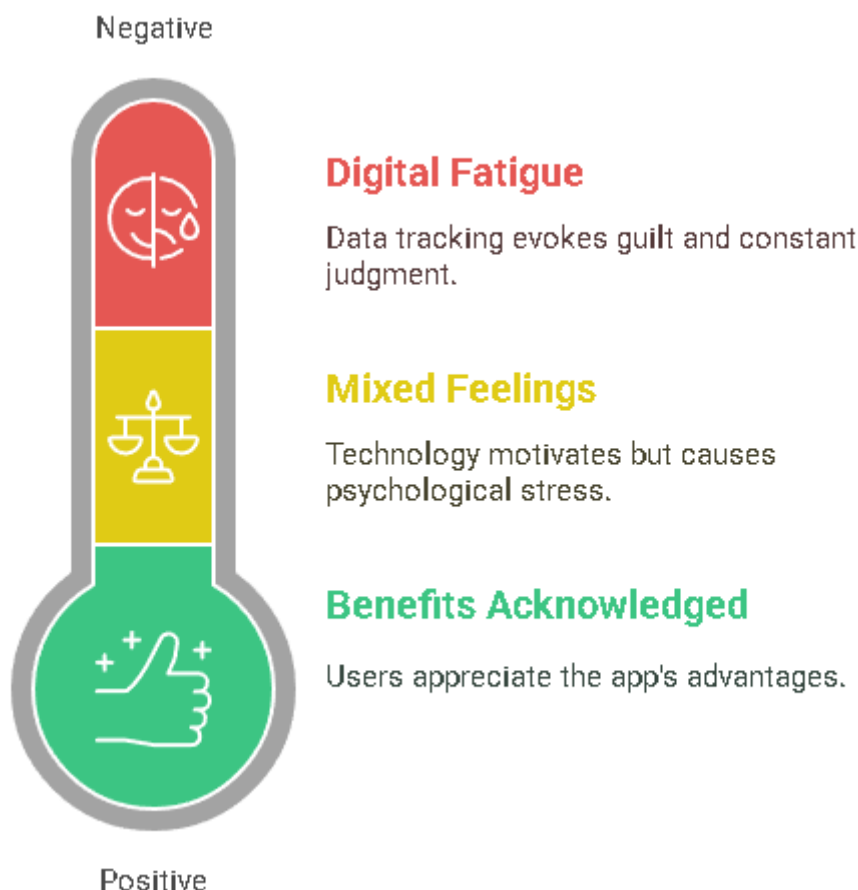 Negative
Digital Fatigue
Data tracking evokes guilt and constant
judgment.
Mixed Feelings
Technology motivates but causes
psychological stress.
Benefits Acknowledged
Users appreciate the app's advantages.
Positive